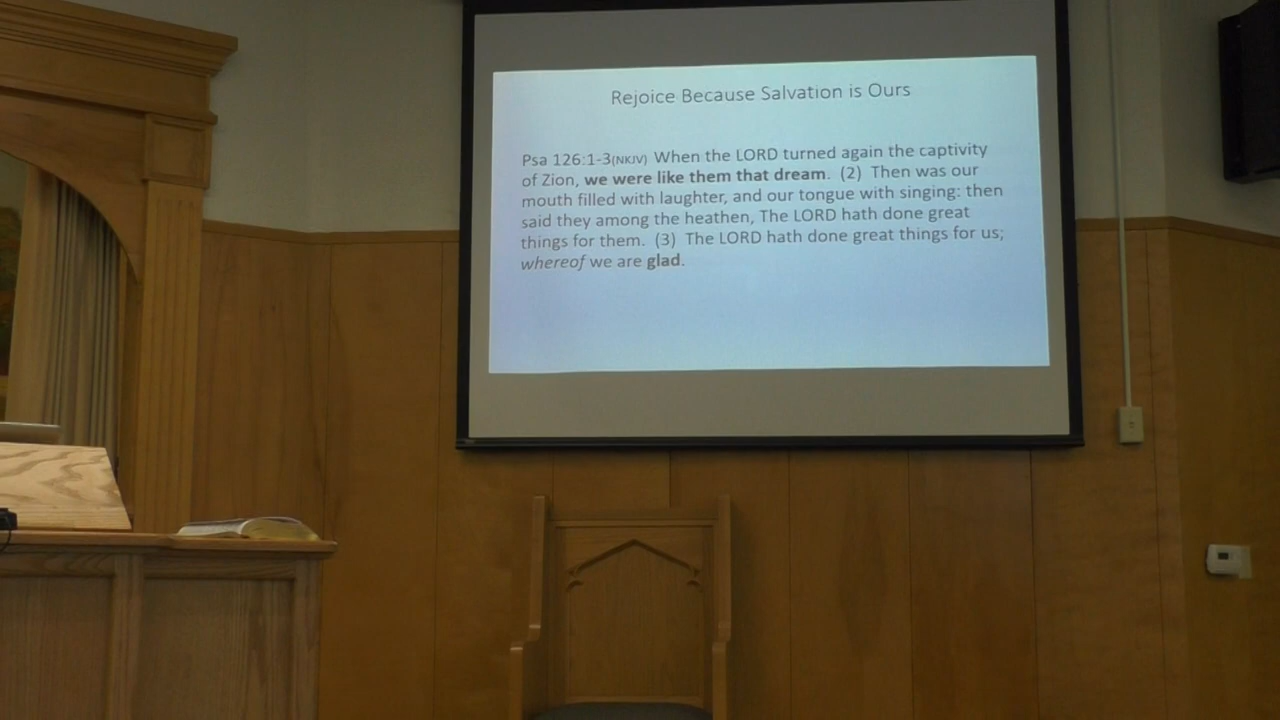 Rejoice Because Salvation is Ours
Psa 126:1-3(NKJV) When the LORD turned again the captivity
of Zion, we were like them that dream. (2) Then was our
mouth filled with laughter, and our tongue with singing: then
said they among the heathen, The LORD hath done great
things for them. (3) The LORD hath done great things for us;
whereof we are glad.